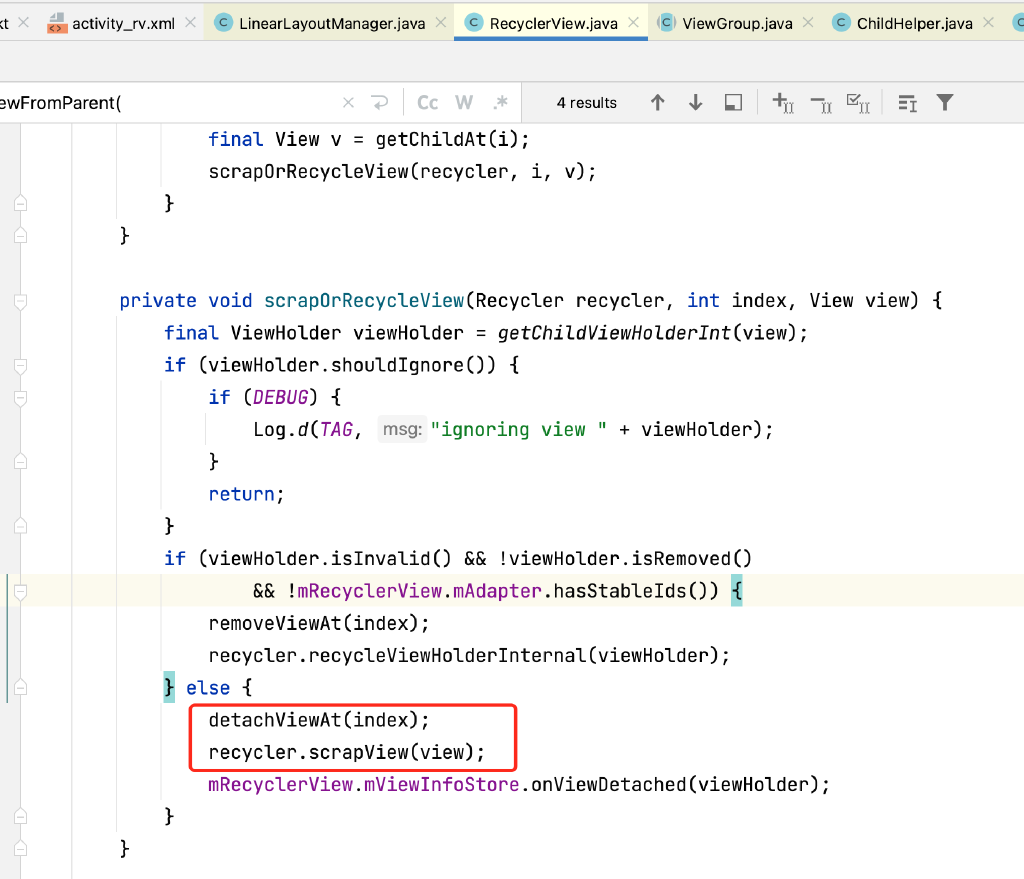 kt activity_rv.xml LinearLayoutManager.java RecyclerView.java ViewGroup.java ChildHelper.java
ewFromParent( Cc W .* 4 results
final View v = getChildAt(i);
scrapOrRecycleView(recycler, i, v);
}
}
private void scrapOrRecycleView(Recycler recycler, int index, View view) {
final ViewHolder viewHolder = getChildViewHolderInt(view);
if (viewHolder.shouldIgnore()) {
if (DEBUG) {
Log.d(TAG, msg: "ignoring view " + viewHolder);
}
return;
}
if (viewHolder.isInvalid() && !viewHolder.isRemoved()
&& !mRecyclerView.mAdapter.hasStableIds()) {
removeViewAt(index);
recycler.recycleViewHolderInternal(viewHolder);
} else {
detachViewAt(index);
recycler.scrapView(view);
mRecyclerView.mViewInfoStore.onViewDetached(viewHolder);
}
}